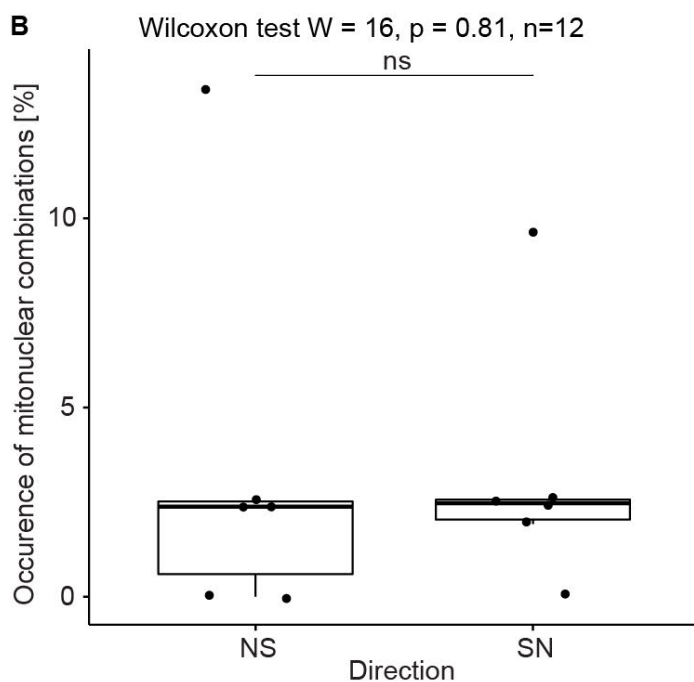 B
Wilcoxon test W = 16, p = 0.81, n=12
ns
Occurence of mitonuclear combinations [%]
10
5
0
NS
SN
Direction